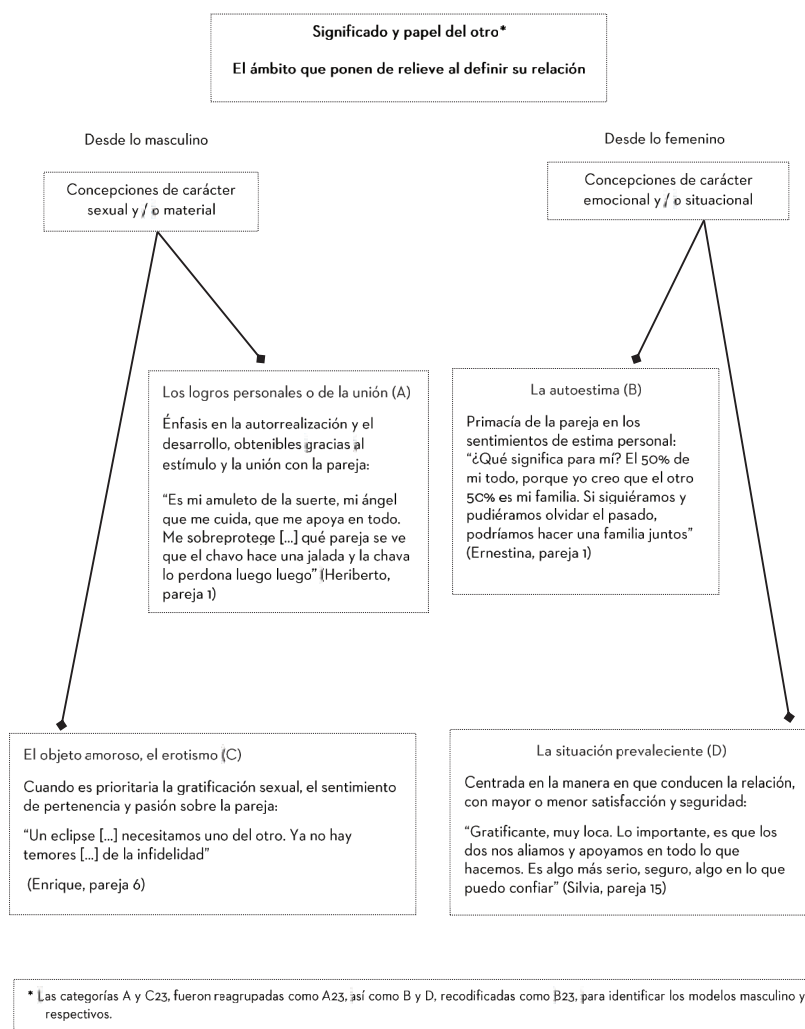 Significado y papel del otro*
El ámbito que ponen de relieve al definir su relación
Desde lo masculino
Concepciones de carácter
sexual y / o material
Desde lo femenino
Concepciones de carácter
emocional y / o situacional
Los logros personales o de la unión (A)
Énfasis en la autorrealización y el
desarrollo, obtenibles gracias al
estímulo y la unión con la pareja:
“Es mi amuleto de la suerte, mi ángel
que me cuida, que me apoya en todo.
Me sobreprotege [...] qué pareja se ve
que el chavo hace una jalada y la chava
lo perdona luego luego” (Heriberto,
pareja 1)
La autoestima (B)
Primacía de la pareja en los
sentimientos de estima personal:
“¿Qué significa para mí? El 50% de
mi todo, porque yo creo que el otro
50% es mi familia. Si siguiéramos y
pudiéramos olvidar el pasado,
podríamos hacer una familia juntos”
(Ernestina, pareja 1)
El objeto amoroso, el erotismo (C)
Cuando es prioritaria la gratificación sexual, el sentimiento
de pertenencia y pasión sobre la pareja:
“Un eclipse [...] necesitamos uno del otro. Ya no hay
temores [...] de la infidelidad”
(Enrique, pareja 6)
La situación prevaleciente (D)
Centrada en la manera en que conducen la relación,
con mayor o menor satisfacción y seguridad:
“Gratificante, muy loca. Lo importante, es que los
dos nos aliamos y apoyamos en todo lo que
hacemos. Es algo más serio, seguro, algo en lo que
puedo confiar” (Silvia, pareja 15)
* Las categorías A y C23, fueron reagrupadas como A23, así como B y D, recodificadas como B23, para identificar los modelos masculino y
respectivos.